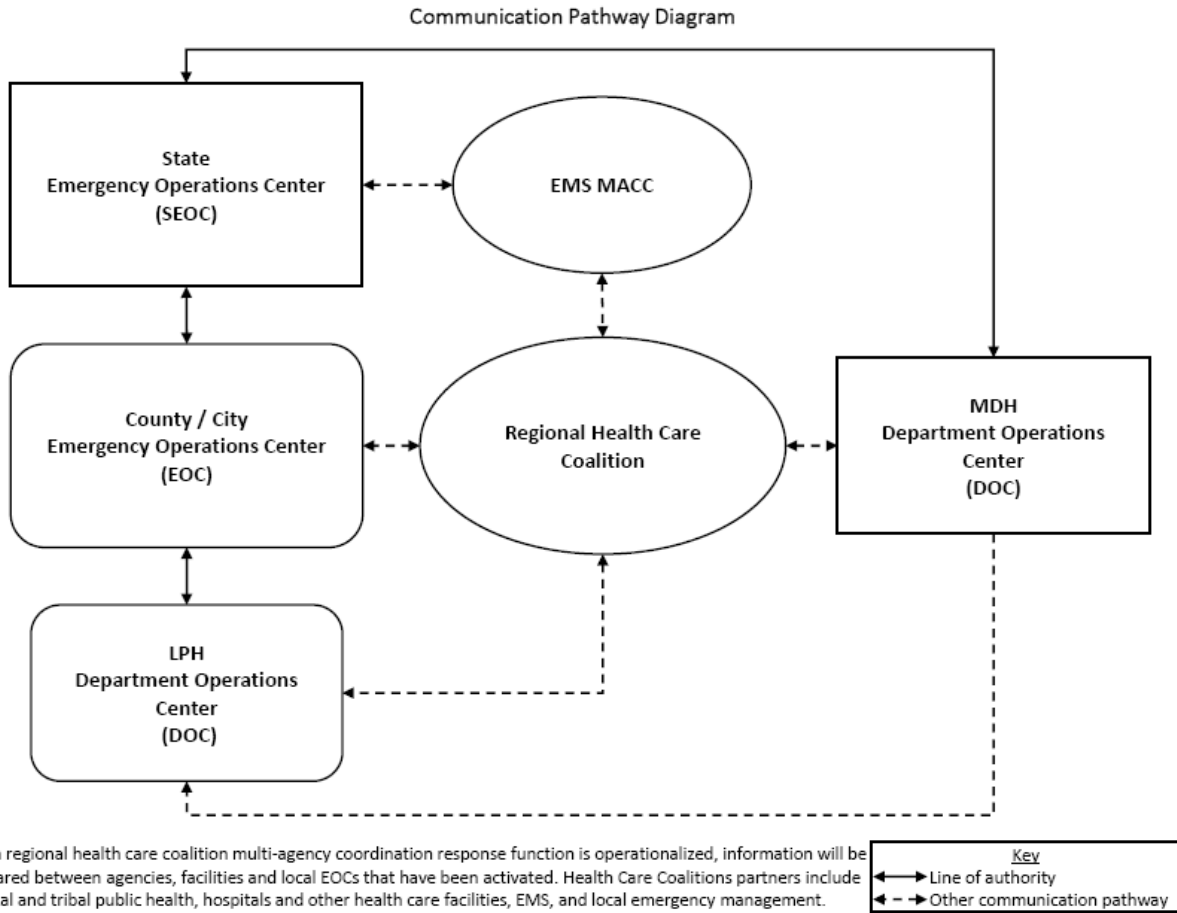 Communication Pathway Diagram
State
Emergency Operations Center
(SEOC)
EMS MACC
County / City
Emergency Operations Center
(EOC)
Regional Health Care
Coalition
MDH
Department Operations
Center
(DOC)
LPH
Department Operations
Center
(DOC)
regional health care coalition multi-agency coordination response function is operationalized, information will be
between agencies, facilities and local EOCs that have been activated. Health Care Coalitions partners include
and tribal public health, hospitals and other health care facilities, EMS, and local emergency management.
Key
Line of authority
Other communication pathway